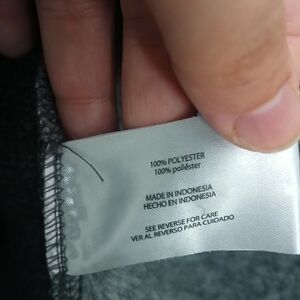 100% POLYESTER
100% poliéster
MADE IN INDONESIA
HECHO EN INDONESIA
SEE REVERSE FOR CARE
VER AL REVERSO PARA CUIDADO